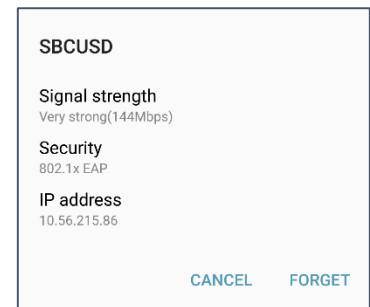 SBCUSD
Signal strength
Very strong(144Mbps)
Security
802.1x EAP
IP address
10.56.215.86
CANCEL FORGET